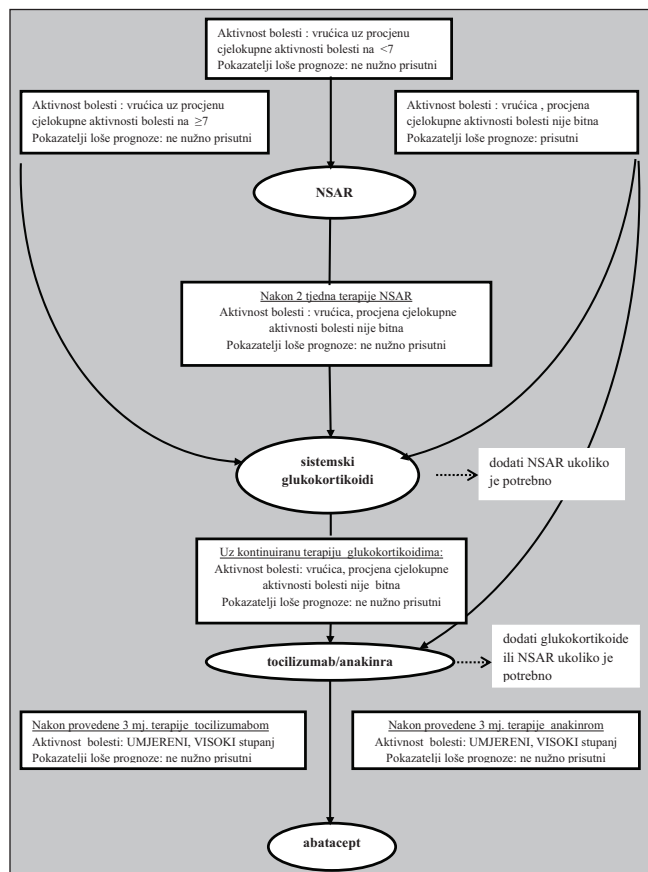 Aktivnost bolesti : vrućica uz procjenu
cjelokupne aktivnosti bolesti na <7
Pokazatelji loše prognoze: ne nužno prisutni
Aktivnost bolesti : vrućica uz procjenu
cjelokupne aktivnosti bolesti na ≥7
Pokazatelji loše prognoze: ne nužno prisutni
Aktivnost bolesti : vrućica , procjena
cjelokupne aktivnosti bolesti nije bitna
Pokazatelji loše prognoze: prisutni
NSAR
Nakon 2 tjedna terapije NSAR
Aktivnost bolesti : vrućica, procjena cjelokupne
aktivnosti bolesti nije bitna
Pokazatelji loše prognoze: ne nužno prisutni
sistemski
glukokortikoidi
dodati NSAR ukoliko
je potrebno
Uz kontinuiranu terapiju glukokortikoidima:
Aktivnost bolesti: vrućica, procjena cjelokupne
aktivnosti bolesti nije bitna
Pokazatelji loše prognoze: ne nužno prisutni
tocilizumab/anakinra
dodati glukokortikoide
ili NSAR ukoliko je
potrebno
Nakon provedene 3 mj. terapije tocilizumabom
Aktivnost bolesti: UMJERENI, VISOKI stupanj
Pokazatelji loše prognoze: ne nužno prisutni
Nakon provedene 3 mj. terapije anakinrom
Aktivnost bolesti: UMJERENI, VISOKI stupanj
Pokazatelji loše prognoze: ne nužno prisutni
abatacept